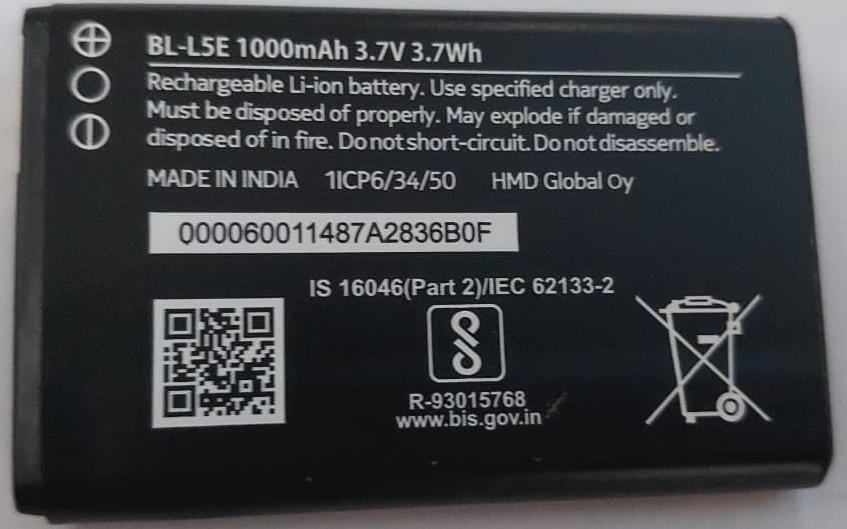 BL-L5E 1000mAh 3.7V 3.7Wh
Rechargeable Li-ion battery. Use specified charger only.
Must be disposed of properly. May explode if damaged or
disposed of in fire. Do not short-circuit. Do not disassemble.
MADE IN INDIA 1ICP6/34/50 HMD Global Oy
000060011487A2836B0F
IS 16046(Part 2)/IEC 62133-2
R-93015768
www.bis.gov.in